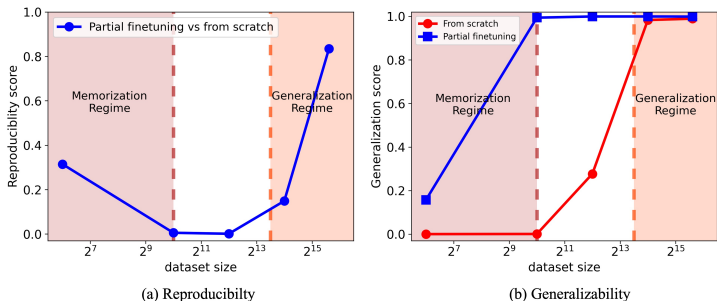 1.0
0.8
0.6
0.4
0.2
0.0
Reproduciblity score
Partial finetuning vs from scratch
Memorization
Regime
Generalization
Regime
2^7
2^9
2^11
2^13
2^15
dataset size
(a) Reproducibilty
1.0
0.8
0.6
0.4
0.2
0.0
Generalization score
From scratch
Partial finetuning
Memorization
Regime
Generalization
Regime
2^7
2^9
2^11
2^13
2^15
dataset size
(b) Generalizability